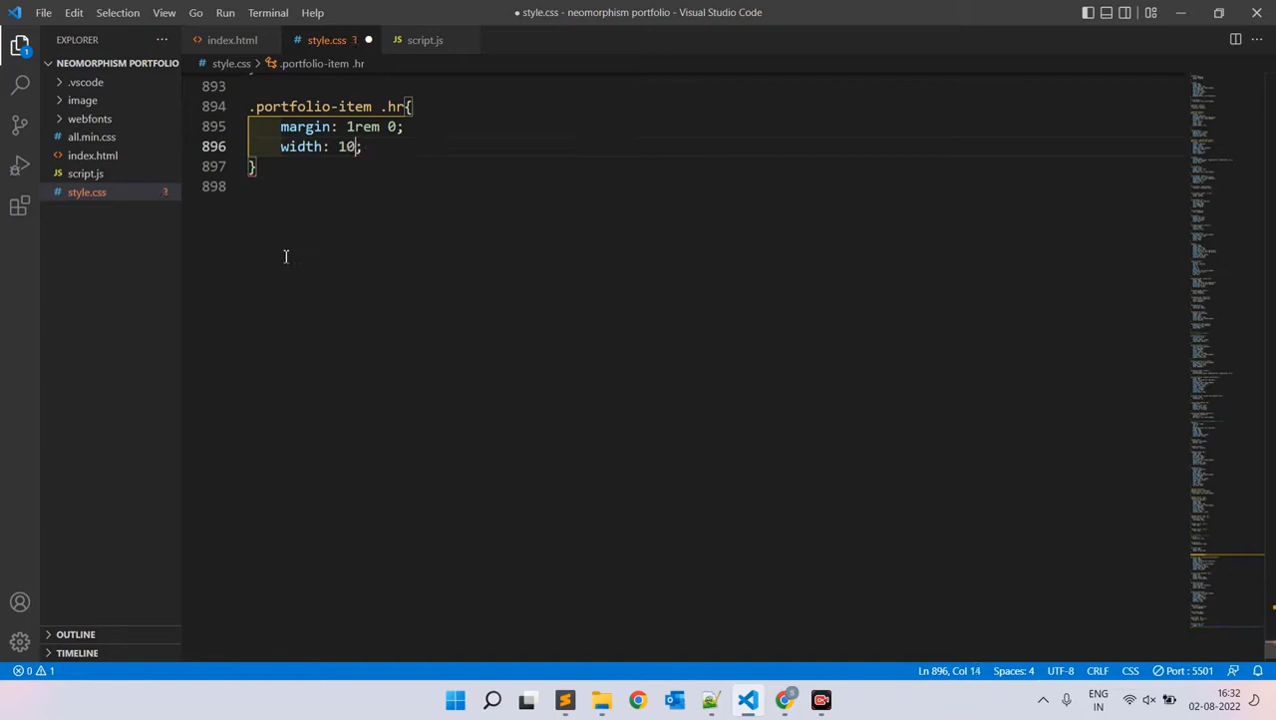 File Edit Selection View Go Run Terminal Help
style.css - neomorphism portfolio - Visual Studio Code
EXPLORER
index.html
style.css 3
script.js
NEOMORPHISM PORTFOLIO
style.css > .portfolio-item .hr
.vscode
image
webfonts
all.min.css
index.html
script.js
style.css 3
893
894 .portfolio-item .hr{
895 margin: 1rem 0;
896 width: 10;
897 }
898
OUTLINE
TIMELINE
0 1
Ln 896, Col 14 Spaces: 4 UTF-8 CRLF CSS Port : 5501
1
5
ENG
IN
16:32
02-08-2022